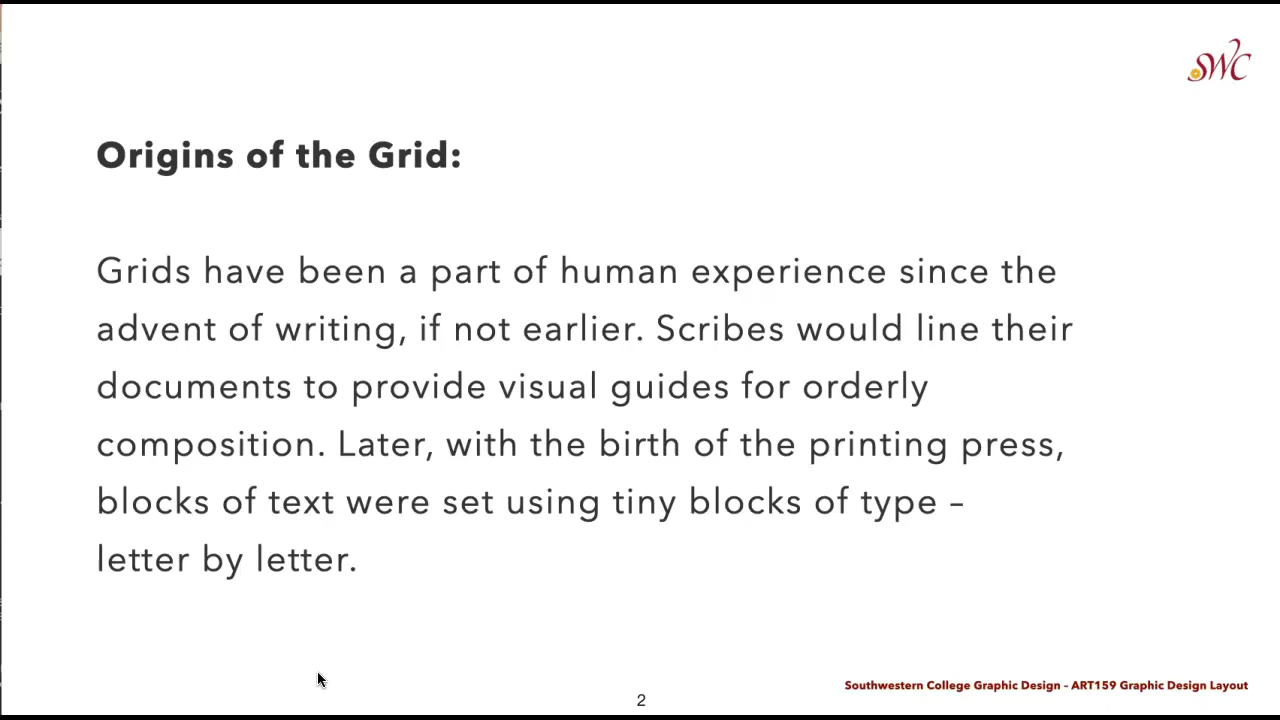 SWC
Origins of the Grid:
Grids have been a part of human experience since the
advent of writing, if not earlier. Scribes would line their
documents to provide visual guides for orderly
composition. Later, with the birth of the printing press,
blocks of text were set using tiny blocks of type –
letter by letter.
Southwestern College Graphic Design – ART159 Graphic Design Layout
2